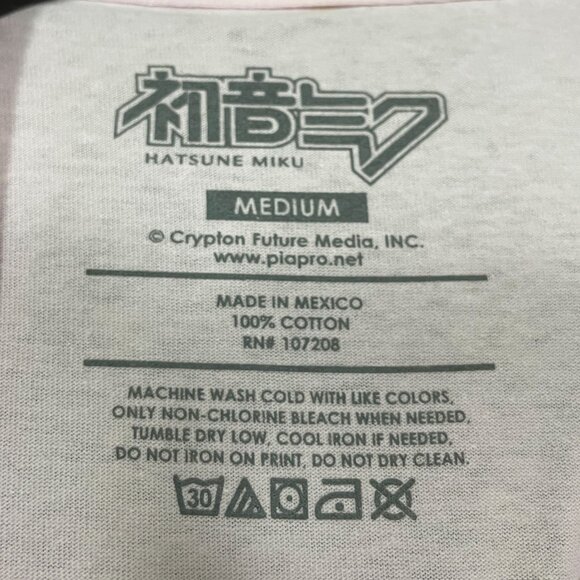 初音ミク
HATSUNE MIKU
MEDIUM
© Crypton Future Media, INC.
www.piapro.net
MADE IN MEXICO
100% COTTON
RN# 107208
MACHINE WASH COLD WITH LIKE COLORS,
ONLY NON-CHLORINE BLEACH WHEN NEEDED,
TUMBLE DRY LOW, COOL IRON IF NEEDED,
DO NOT IRON ON PRINT, DO NOT DRY CLEAN.
30